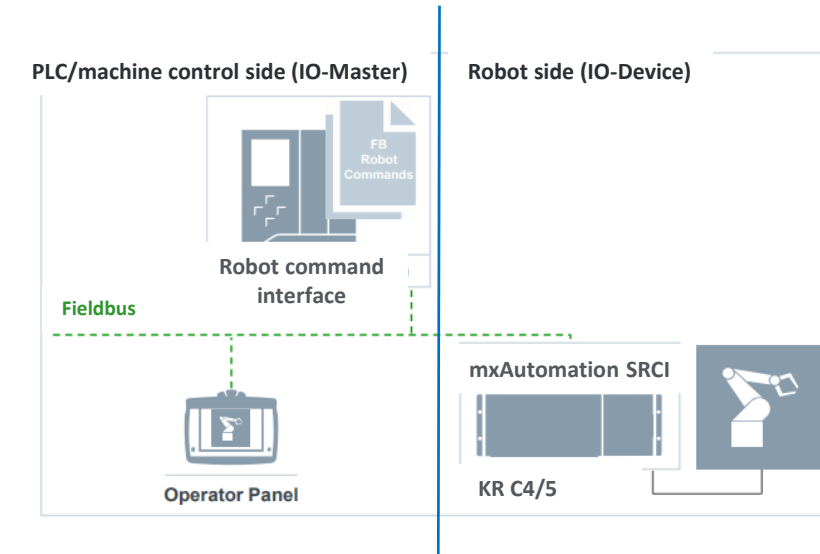 PLC/machine control side (IO-Master)
Robot side (IO-Device)
FB
Robot
Commands
Robot command
interface
Fieldbus
mxAutomation SRCI
KR C4/5
Operator Panel